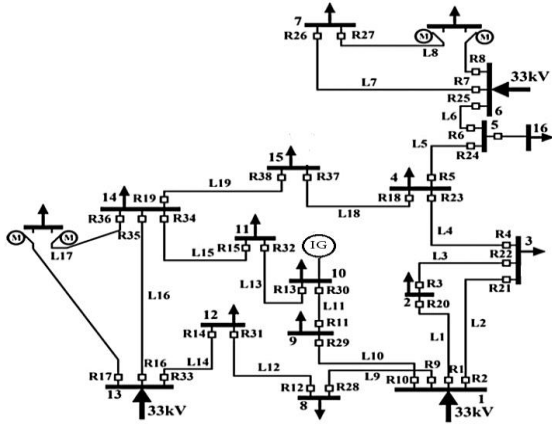 7
R26
R27
M
M
L8
R8
R7
33kV
L7
R25
6
L6
R6
5
16
R24
L5
15
R38
R37
4
R5
L19
R18
R23
14
R19
R36
R34
R35
L18
11
R15
R32
IG
M
M
L17
L15
L4
R4
3
L3
R22
R21
10
L13
R13
R30
R3
2
R20
L16
L11
12
R14
R31
R11
9
R29
L1
L2
L10
R16
L14
L12
R9
R1
R17
R33
R12
R28
L9
R10
R2
13
8
1
33kV
33kV